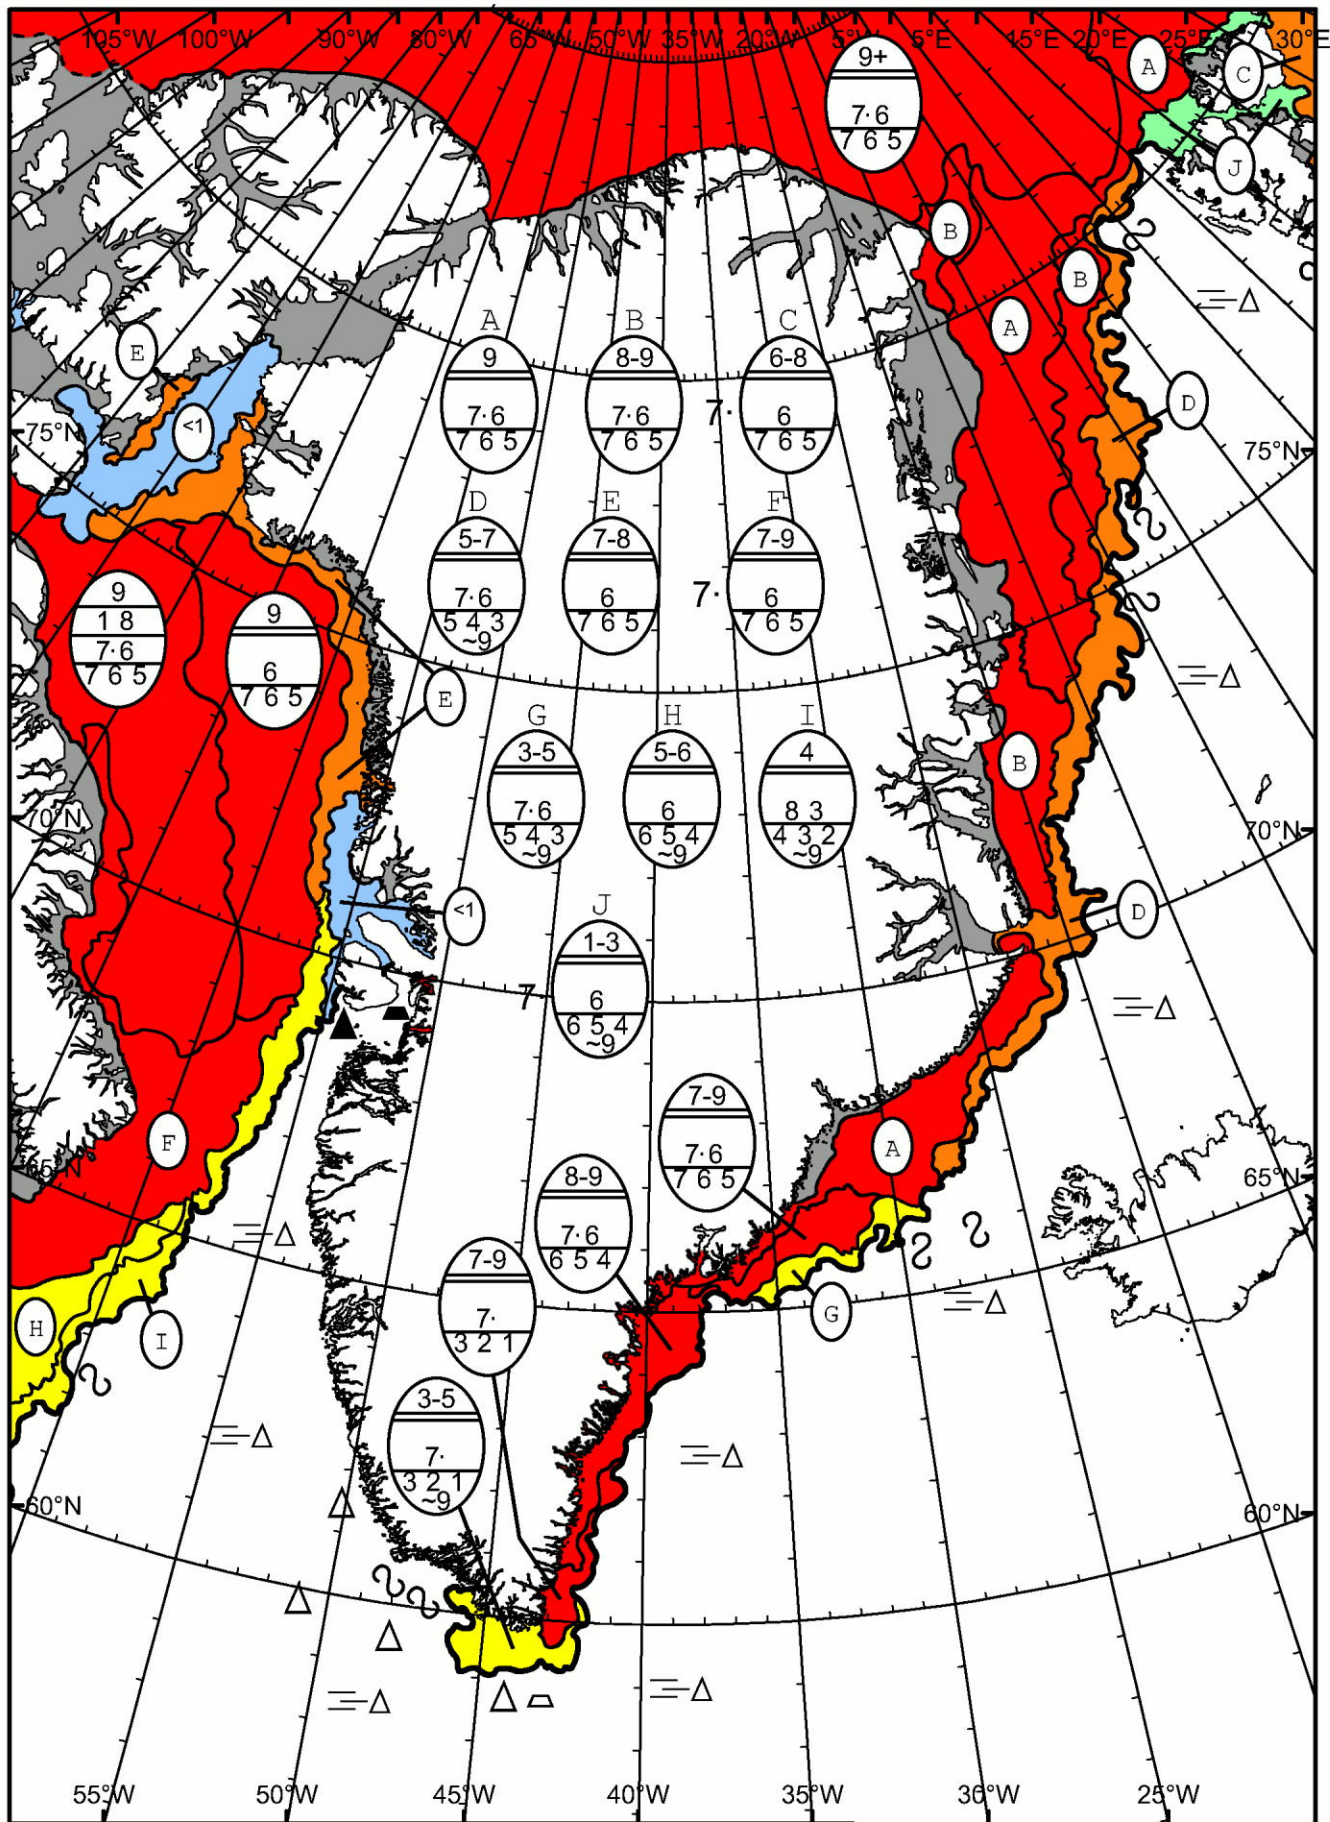 105°W 100°W 90°W 80°W 65°W 50°W 35°W 20°W 5°W 5°E 15°E 20°E 25°E 30°E
9+
7·6
7 6 5
A
C
J
B
B
A
E
<1
75°N
D
75°N
A B C
9 8-9 6-8
7·6 7·6 7· 6
7 6 5 7 6 5 7 6 5
D E F
5-7 7-8 7-9
7·6 6 7· 6
5 4 3 7 6 5 7 6 5
~9
9
1 8
7·6
7 6 5
9
6
7 6 5
E
G H I
3-5 5-6 4
7·6 6 8 3
5 4 3 6 5 4 4 3 2
~9 ~9 ~9
B
70°N
70°N
<1
D
J
1-3
7· 6
6 5 4
~9
F
7-9
7·6
7 6 5
A
65°N
65°N
8-9
7·6
6 5 4
7-9
7·
3 2 1
H
I
G
3-5
7·
3 2 1
~9
60°N
60°N
55°W 50°W 45°W 40°W 35°W 30°W 25°W